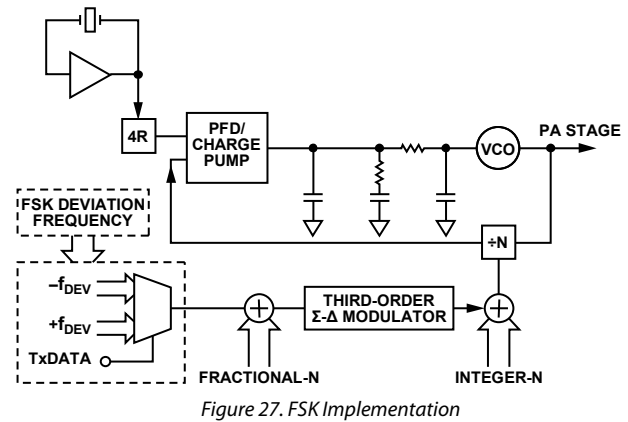 4R
PFD/
CHARGE
PUMP
VCO
PA STAGE
÷N
FSK DEVIATION
FREQUENCY
–fDEV
+fDEV
TxDATA
THIRD-ORDER
Σ-Δ MODULATOR
FRACTIONAL-N
INTEGER-N
Figure 27. FSK Implementation